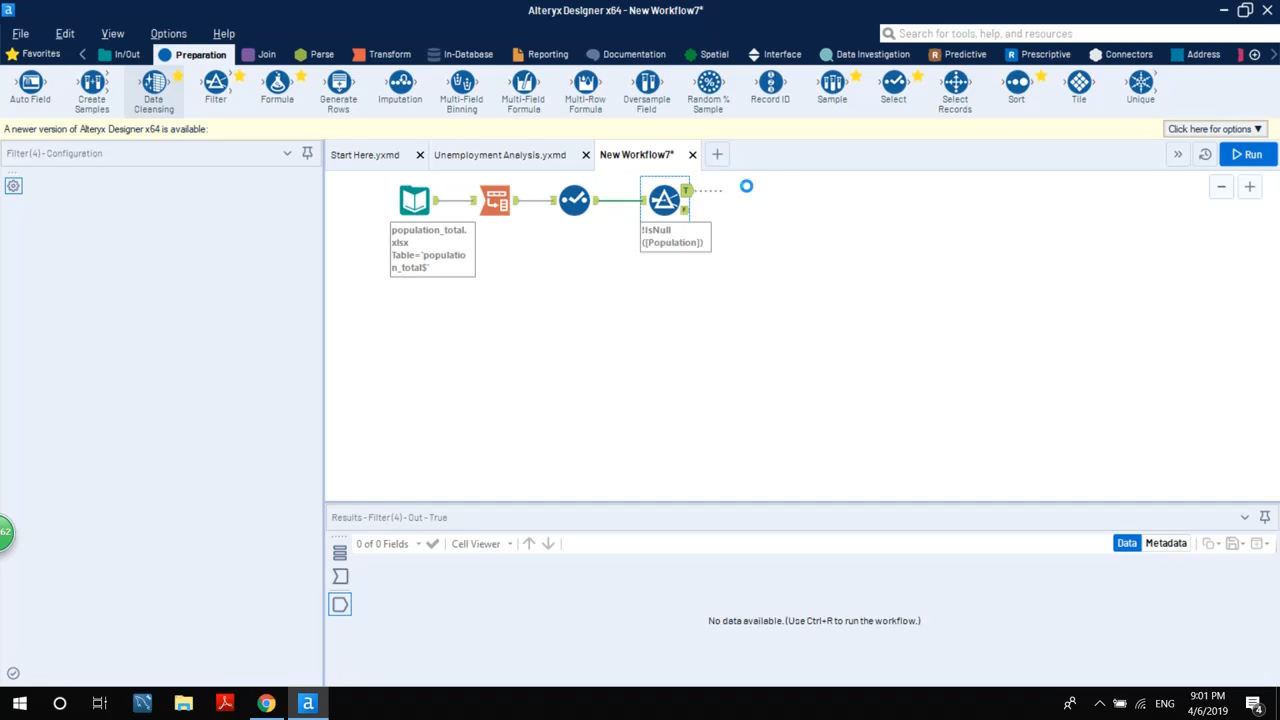 a
Alteryx Designer x64 - New Workflow7*
File Edit View Options Help
Search for tools, help, and resources
Favorites In/Out Preparation Join Parse Transform In-Database Reporting Documentation Spatial Interface Data Investigation R Predictive R Prescriptive Connectors Address
Auto Field
Create Samples
Data Cleansing
Filter
Formula
Generate Rows
Imputation
Multi-Field Binning
Multi-Field Formula
Multi-Row Formula
Oversample Field
Random % Sample
Record ID
Sample
Select
Select Records
Sort
Tile
Unique
A newer version of Alteryx Designer x64 is available:
Click here for options ▼
Filter (4) - Configuration
Start Here.yxmd
Unemployment Analysis.yxmd
New Workflow7*
Run
T
F
population_total.
xlsx
Table=`populatio
n_total$`
!IsNull
([Population])
62
Results - Filter (4) - Out - True
0 of 0 Fields
Cell Viewer
Data
Metadata
No data available. (Use Ctrl+R to run the workflow.)
a
ENG
9:01 PM
4/6/2019
4